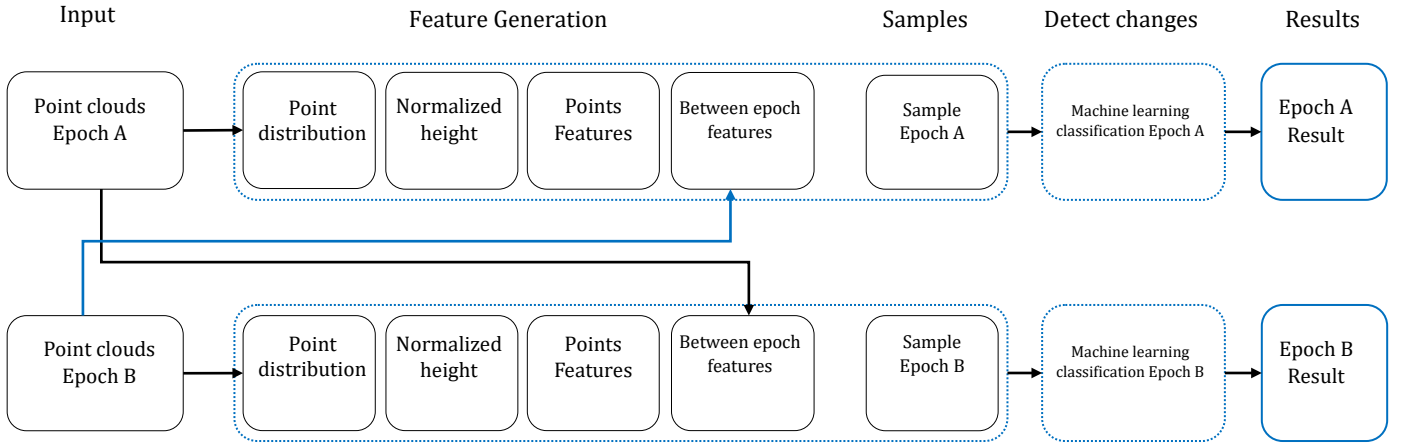 Input
Feature Generation
Samples
Detect changes
Results
Point clouds
Epoch A
Point
distribution
Normalized
height
Points
Features
Between epoch
features
Sample
Epoch A
Machine learning
classification Epoch A
Epoch A
Result
Point clouds
Epoch B
Point
distribution
Normalized
height
Points
Features
Between epoch
features
Sample
Epoch B
Machine learning
classification Epoch B
Epoch B
Result